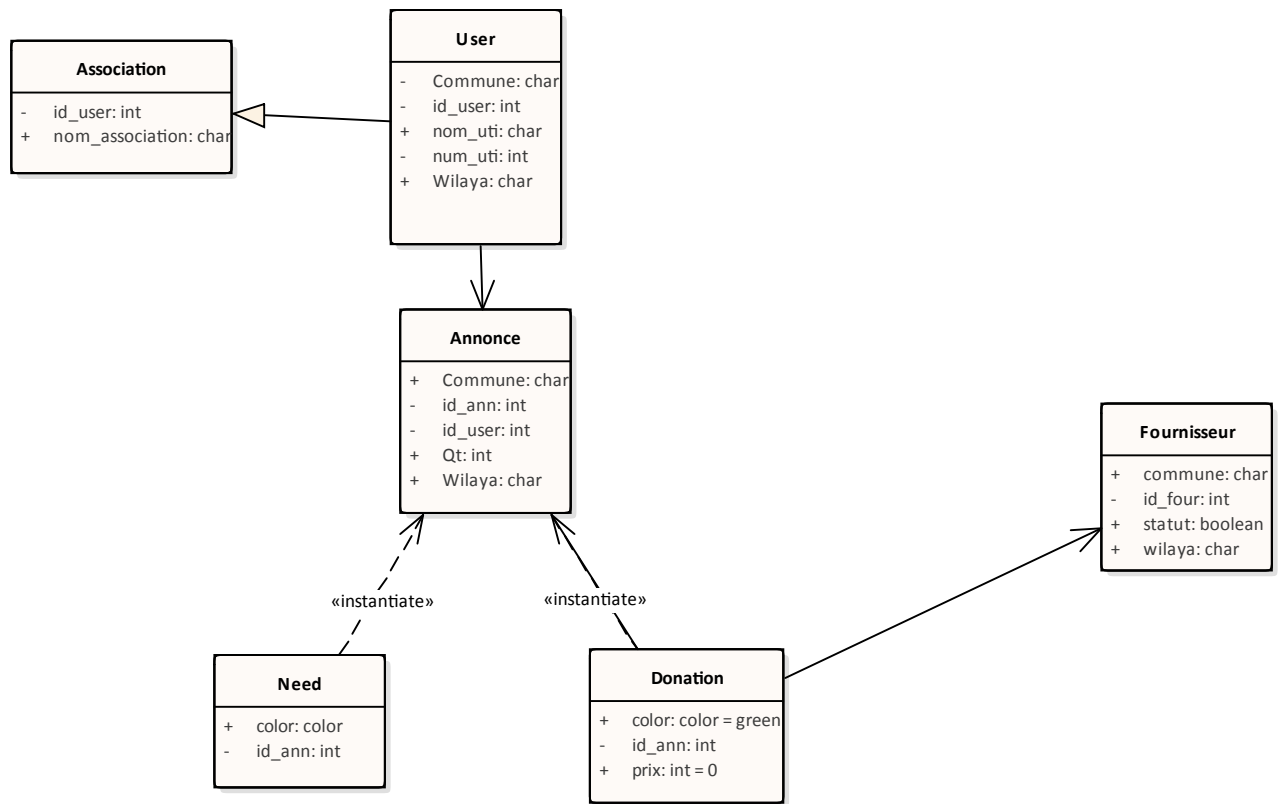 Association
- id_user: int
+ nom_association: char
User
- Commune: char
- id_user: int
+ nom_uti: char
- num_uti: int
+ Wilaya: char
Annonce
+ Commune: char
- id_ann: int
- id_user: int
+ Qt: int
+ Wilaya: char
Fournisseur
+ commune: char
- id_four: int
+ statut: boolean
+ wilaya: char
«instantiate»
«instantiate»
Need
+ color: color
- id_ann: int
Donation
+ color: color = green
- id_ann: int
+ prix: int = 0